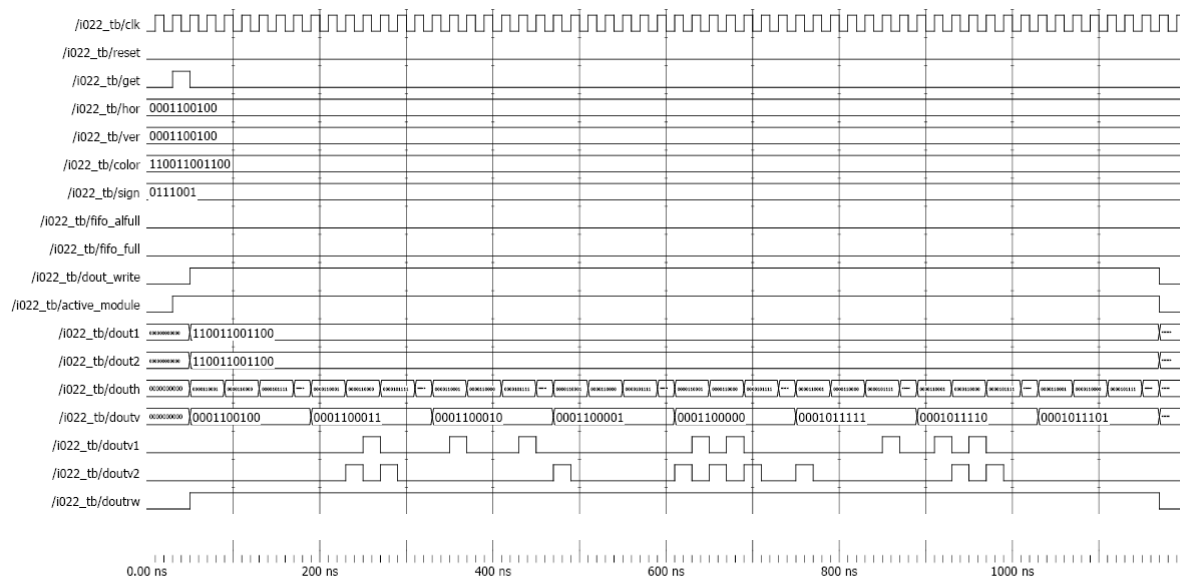 /i022_tb/clk
/i022_tb/reset
/i022_tb/get
/i022_tb/hor 0001100100
/i022_tb/ver 0001100100
/i022_tb/color 110011001100
/i022_tb/sign 0111001
/i022_tb/fifo_alfull
/i022_tb/fifo_full
/i022_tb/dout_write
/i022_tb/active_module
/i022_tb/dout1 110011001100
/i022_tb/dout2 110011001100
/i022_tb/douth
/i022_tb/doutv 0001100100 0001100011 0001100010 0001100001 0001100000 0001011111 0001011110 0001011101
/i022_tb/doutv1
/i022_tb/doutv2
/i022_tb/doutrw
0.00 ns 200 ns 400 ns 600 ns 800 ns 1000 ns